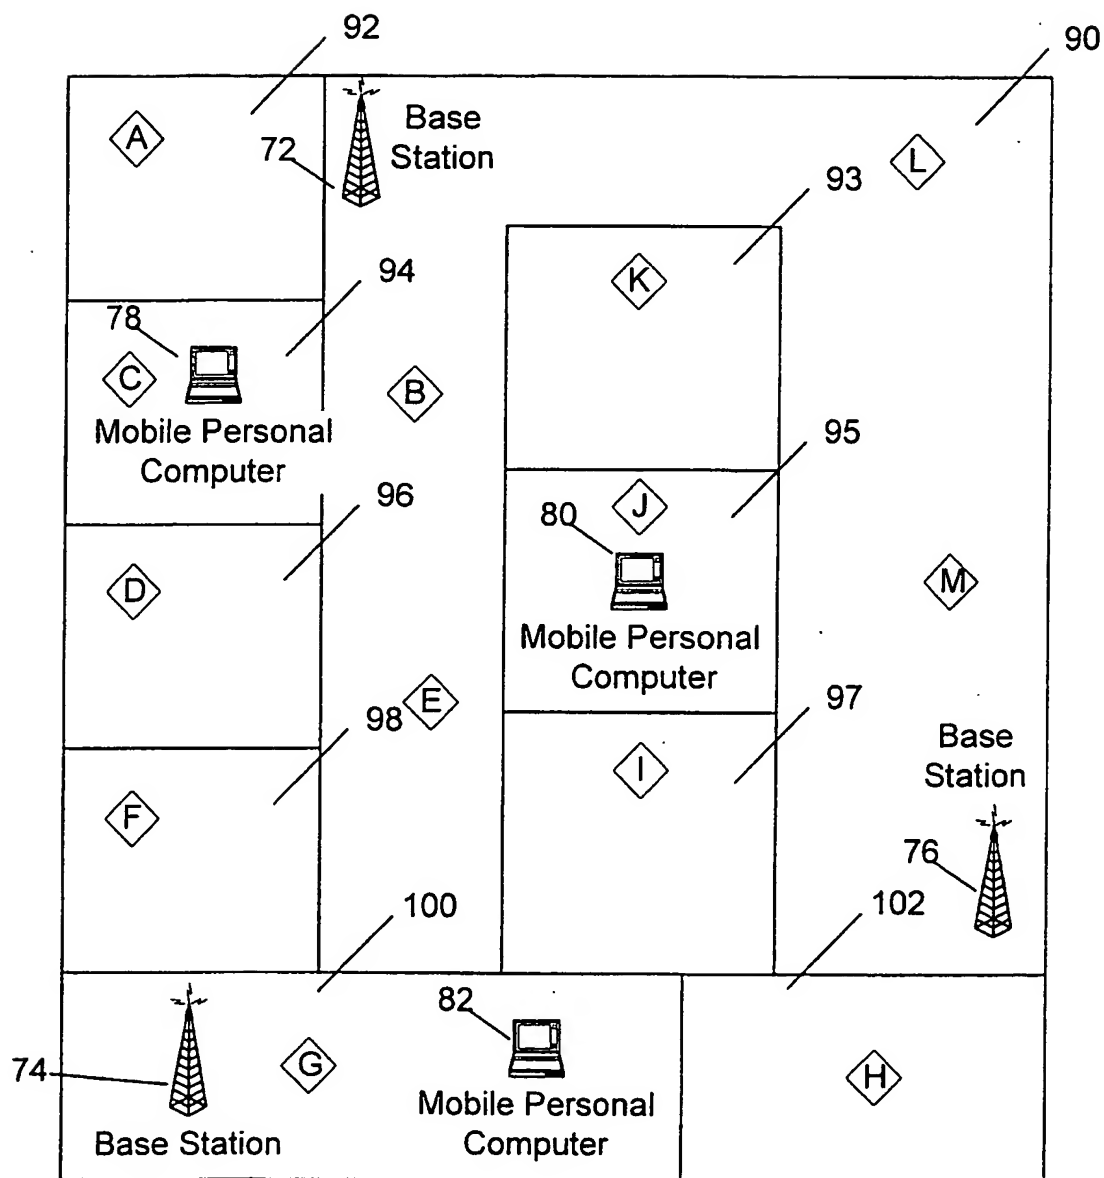 92
90
A
72
Base
Station
L
93
K
94
78
C
B
Mobile Personal
Computer
95
96
J
80
D
M
Mobile Personal
Computer
E
97
98
Base
Station
I
F
76
100
102
82
74
G
H
Mobile Personal
Computer
Base Station